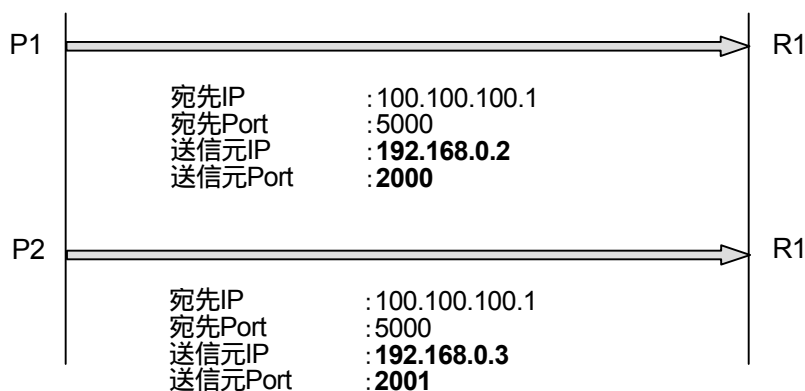 P1 R1
宛先IP :100.100.100.1
宛先Port :5000
送信元IP :192.168.0.2
送信元Port :2000
P2 R1
宛先IP :100.100.100.1
宛先Port :5000
送信元IP :192.168.0.3
送信元Port :2001